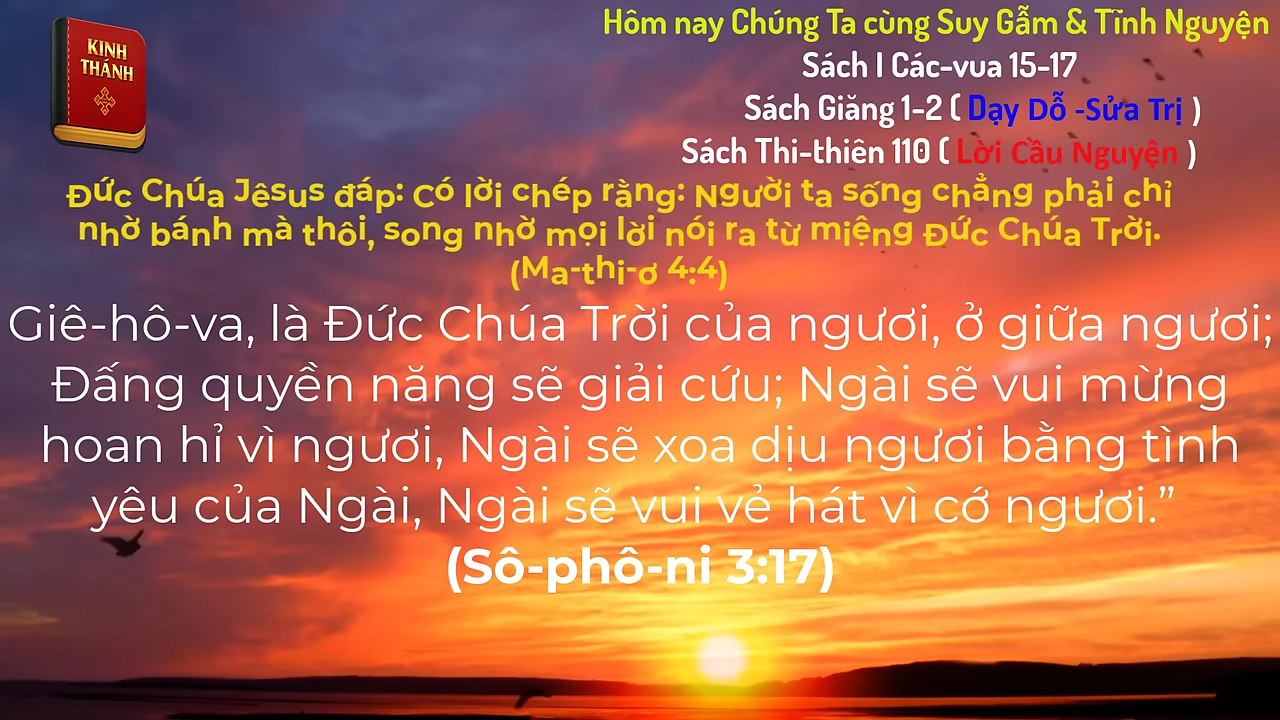 KINH
THÁNH
Hôm nay Chúng Ta cùng Suy Gẫm & Tĩnh Nguyện
Sách I Các-vua 15-17
Sách Giăng 1-2 ( Dạy Dỗ -Sửa Trị )
Sách Thi-thiên 110 ( Lời Cầu Nguyện )
Đức Chúa Jêsus đáp: Có lời chép rằng: Người ta sống chẳng phải chỉ
nhờ bánh mà thôi, song nhờ mọi lời nói ra từ miệng Đức Chúa Trời.
(Ma-thi-ơ 4:4)
Giê-hô-va, là Đức Chúa Trời của ngươi, ở giữa ngươi;
Đấng quyền năng sẽ giải cứu; Ngài sẽ vui mừng
hoan hỉ vì ngươi, Ngài sẽ xoa dịu ngươi bằng tình
yêu của Ngài, Ngài sẽ vui vẻ hát vì cớ ngươi.”
(Sô-phô-ni 3:17)